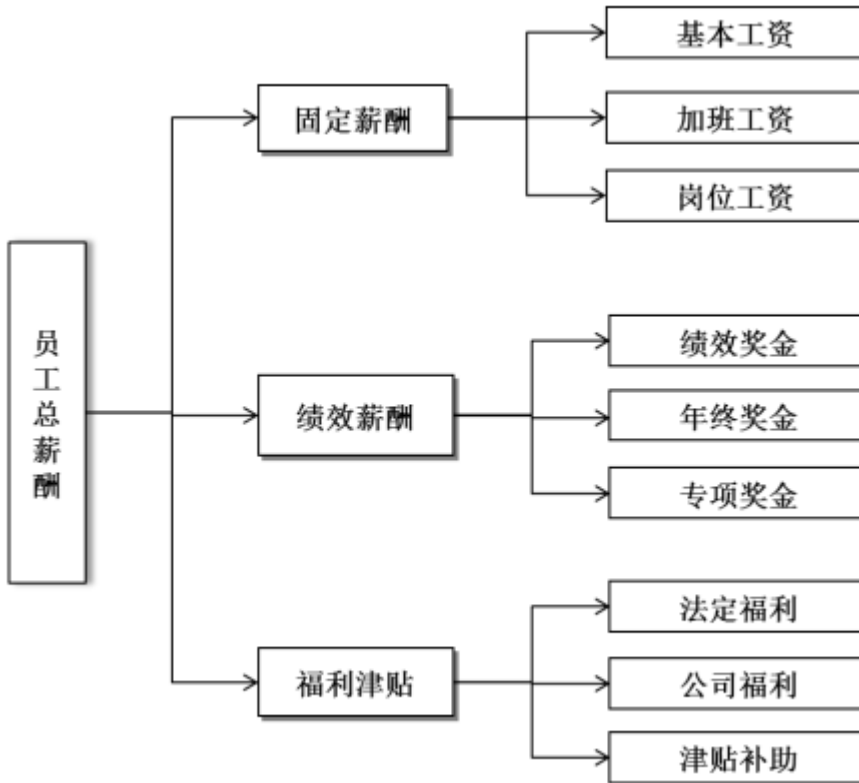 员工总薪酬
固定薪酬
基本工资
加班工资
岗位工资
绩效薪酬
绩效奖金
年终奖金
专项奖金
福利津贴
法定福利
公司福利
津贴补助